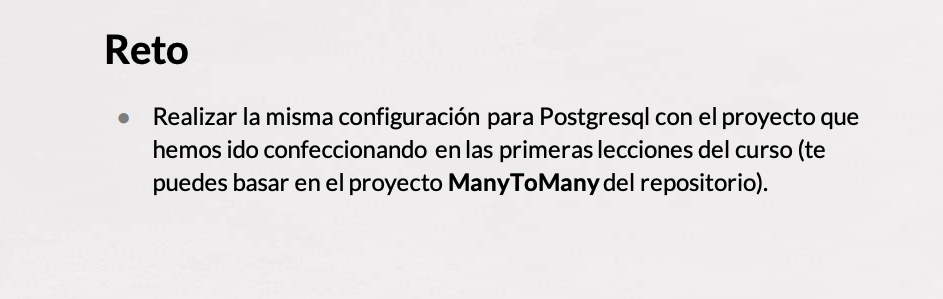 Reto
● Realizar la misma configuración para Postgresql con el proyecto que
hemos ido confeccionando en las primeras lecciones del curso (te
puedes basar en el proyecto ManyToMany del repositorio).